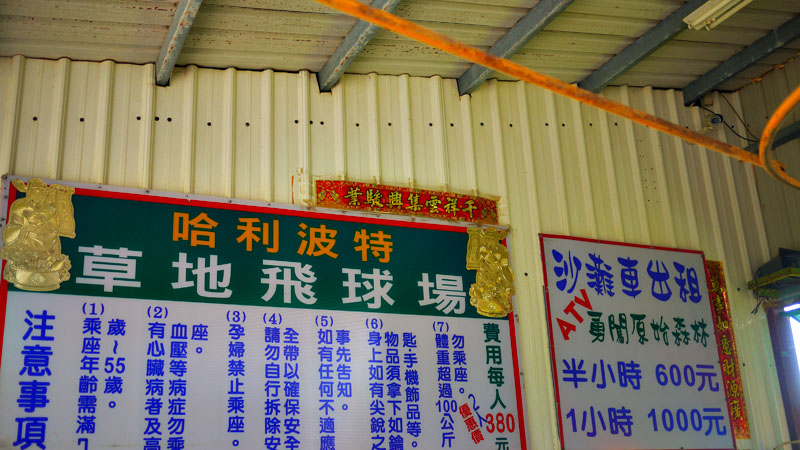 業駿興集雲祥千
哈利波特
草地飛球場
注意事項
(1)
乘座年齡需滿7
歲~55歲。
(2)
有心臟病者及高
血壓等病症勿乘
座。
(3)
孕婦禁止乘座。
(4)
請勿自行拆除安
全帶以確保安全
(5)
如有任何不適應
事先告知。
(6)
身上如有尖銳之
物品須拿下如鑰
匙、手機飾品等。
(7)
體重超過100公斤
勿乘座。
費用每人
380
優惠價
沙灘車出租
ATV
勇闖原始森林
半小時 600元
1小時 1000元